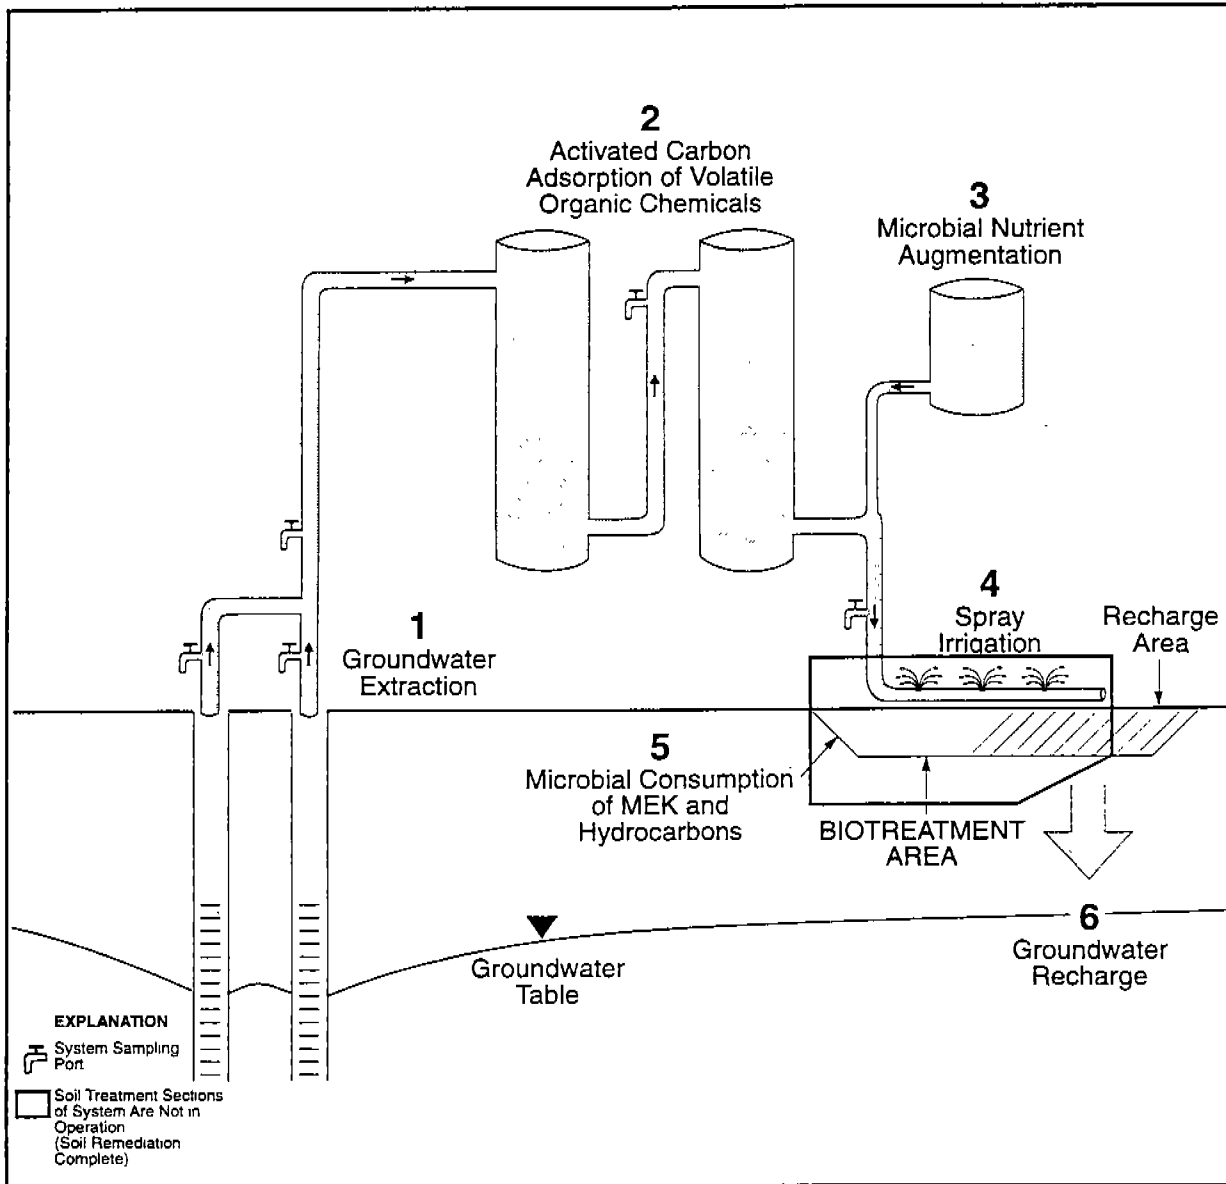 2
Activated Carbon
Adsorption of Volatile
Organic Chemicals
3
Microbial Nutrient
Augmentation
1
Groundwater
Extraction
4
Spray
Irrigation
Recharge
Area
5
Microbial Consumption
of MEK and
Hydrocarbons
BIOTREATMENT
AREA
6
Groundwater
Recharge
Groundwater
Table
EXPLANATION
System Sampling
Port
Soil Treatment Sections
of System Are Not in
Operation
(Soil Remediation
Complete)